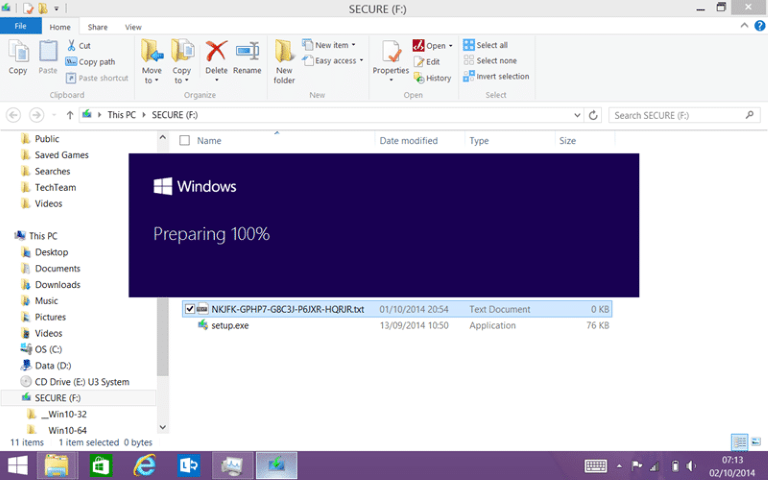 SECURE (F:)
File Home Share View
Copy
Paste
Cut
Copy path
Paste shortcut
Move to
Copy to
Delete
Rename
New folder
New item
Easy access
Properties
Open
Edit
History
Select all
Select none
Invert selection
Clipboard Organize New Open Select
This PC SECURE (F:)
Search SECURE (F:)
Name Date modified Type Size
Public
Saved Games
Searches
TechTeam
Videos
This PC
Desktop
Documents
Downloads
Music
Pictures
Videos
OS (C:)
Data (D:)
CD Drive (E:) U3 System
SECURE (F:)
__Win10-32
Win10-64
Windows
Preparing 100%
NKJFK-GPHP7-G8C3J-P6JXR-HQRJR.txt 01/10/2014 20:54 Text Document 0 KB
setup.exe 13/09/2014 10:50 Application 76 KB
11 items 1 item selected 0 bytes
07:13
02/10/2014